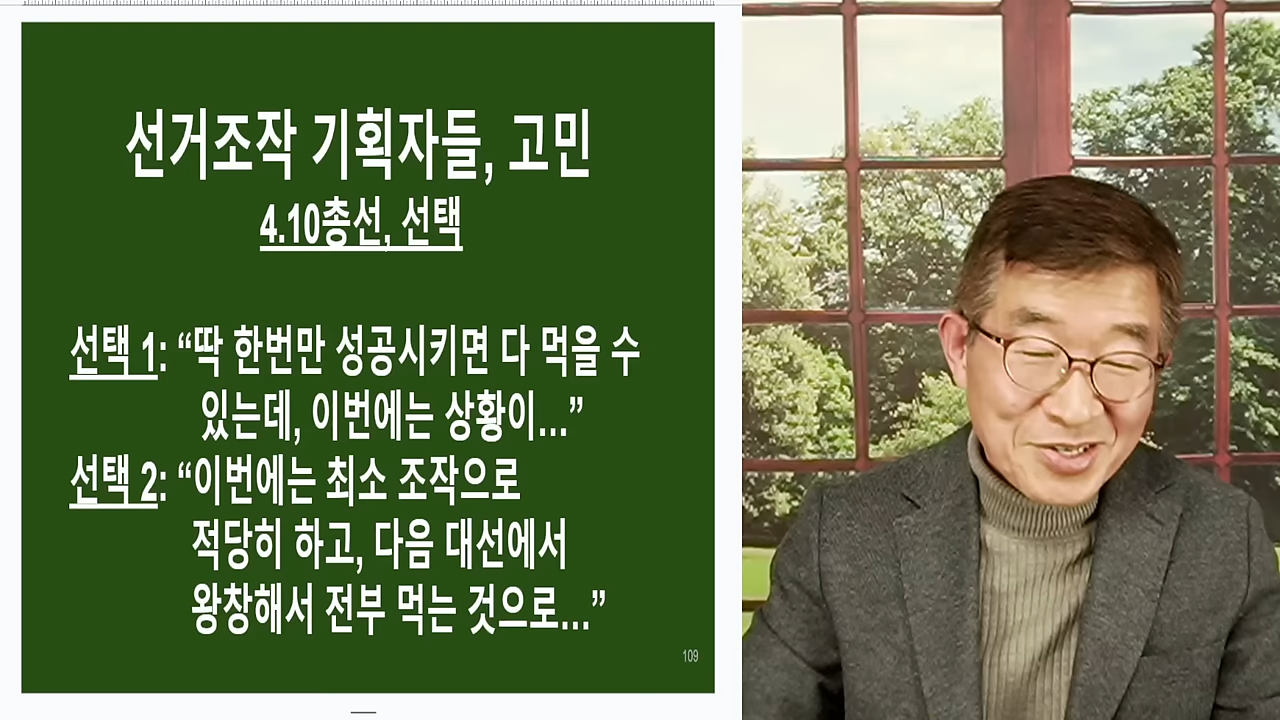 선거조작 기획자들, 고민
4.10총선, 선택
선택 1: “딱 한번만 성공시키면 다 먹을 수
있는데, 이번에는 상황이...”
선택 2: “이번에는 최소 조작으로
적당히 하고, 다음 대선에서
왕창해서 전부 먹는 것으로...”
109